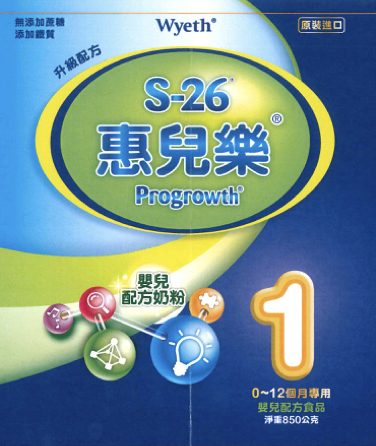 無添加蔗糖
添加鐵質
Wyeth®
原裝進口
升級配方
S-26®
惠兒樂®
Progrowth®
嬰兒
配方奶粉
1
0~12個月專用
嬰兒配方食品
淨重850公克